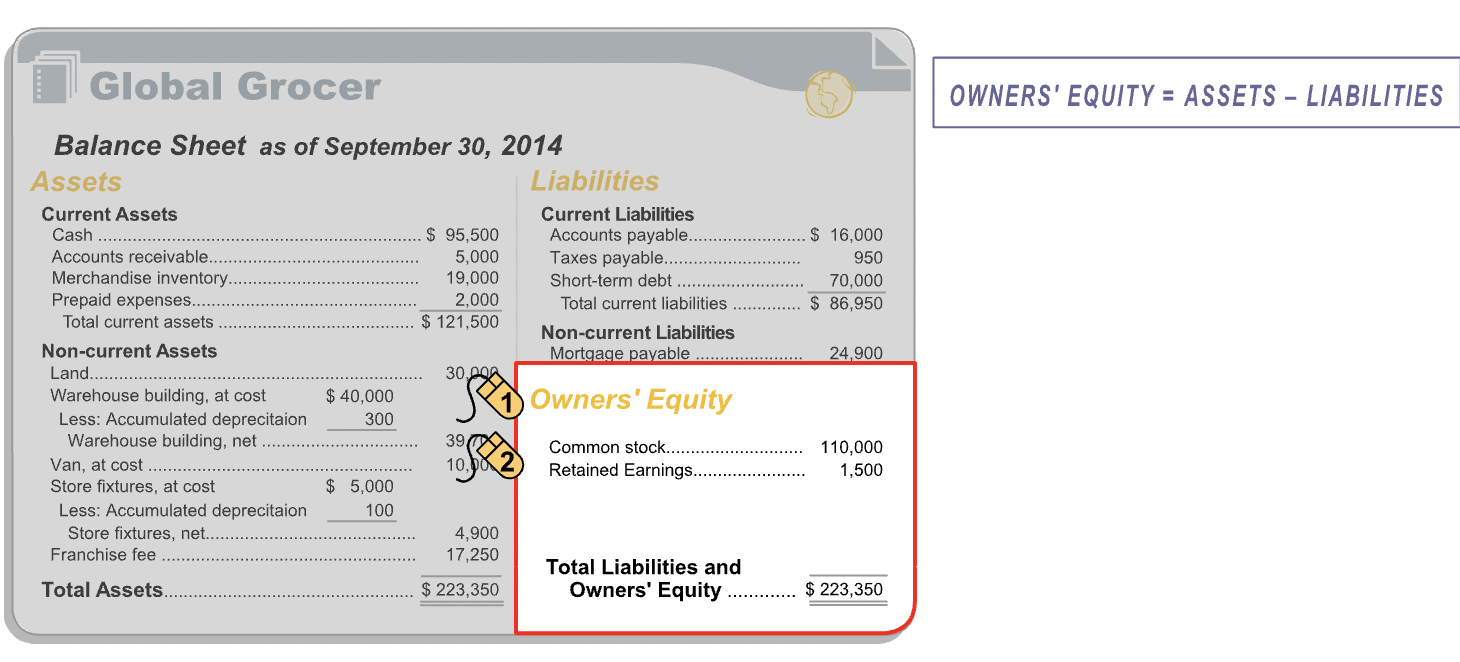 Global Grocer
OWNERS' EQUITY = ASSETS – LIABILITIES
Balance Sheet as of September 30, 2014
Assets
Current Assets
Cash ................ $ 95,500
Accounts receivable................ 5,000
Merchandise inventory................ 19,000
Prepaid expenses................ 2,000
Total current assets ................ $ 121,500
Non-current Assets
Land................ 30,000
Warehouse building, at cost $ 40,000
Less: Accumulated deprecitaion 300
Warehouse building, net ................ 39,70
Van, at cost ................ 10,000
Store fixtures, at cost $ 5,000
Less: Accumulated deprecitaion 100
Store fixtures, net................ 4,900
Franchise fee ................ 17,250
Total Assets................ $ 223,350
Liabilities
Current Liabilities
Accounts payable................ $ 16,000
Taxes payable................ 950
Short-term debt ................ 70,000
Total current liabilities ............. $ 86,950
Non-current Liabilities
Mortgage payable ................ 24,900
1
Owners' Equity
2
Common stock................ 110,000
Retained Earnings................ 1,500
Total Liabilities and
Owners' Equity ............. $ 223,350